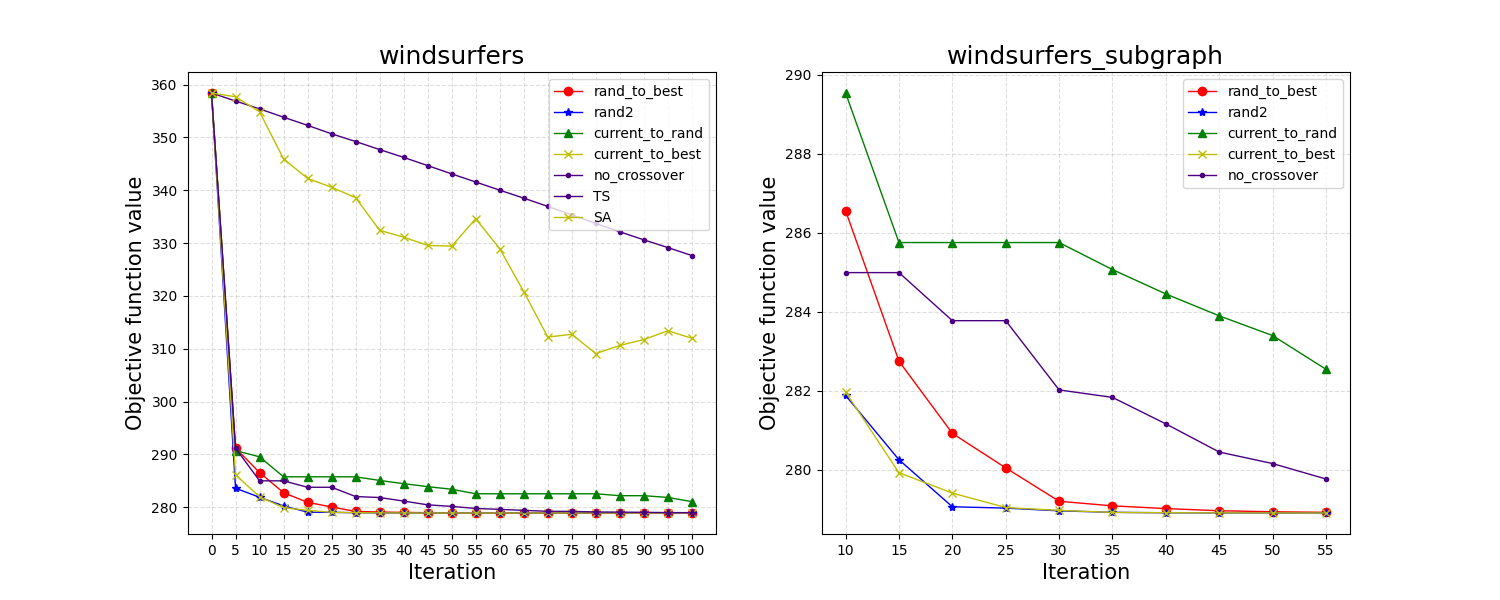 windsurfers
Objective function value
360
350
340
330
320
310
300
290
280
0 5 10 15 20 25 30 35 40 45 50 55 60 65 70 75 80 85 90 95 100
Iteration
rand_to_best
rand2
current_to_rand
current_to_best
no_crossover
TS
SA
windsurfers_subgraph
Objective function value
290
288
286
284
282
280
10 15 20 25 30 35 40 45 50 55
Iteration
rand_to_best
rand2
current_to_rand
current_to_best
no_crossover